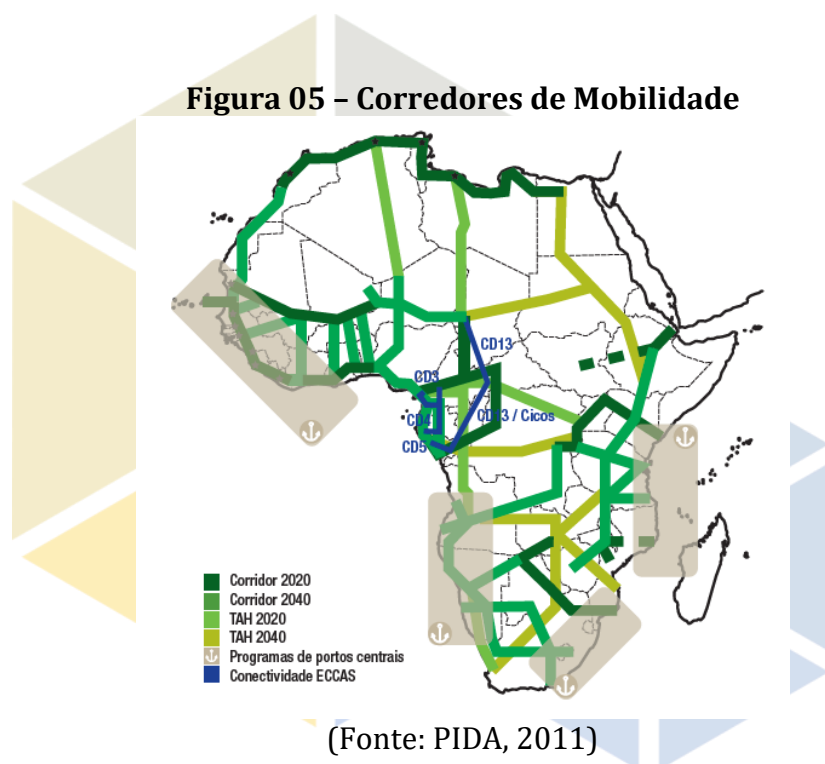 Figura 05 – Corredores de Mobilidade
CD13
CD3
CD4
CD13 / Cicos
CD5
Corridor 2020
Corridor 2040
TAH 2020
TAH 2040
Programas de portos centrais
Conectividade ECCAS
(Fonte: PIDA, 2011)